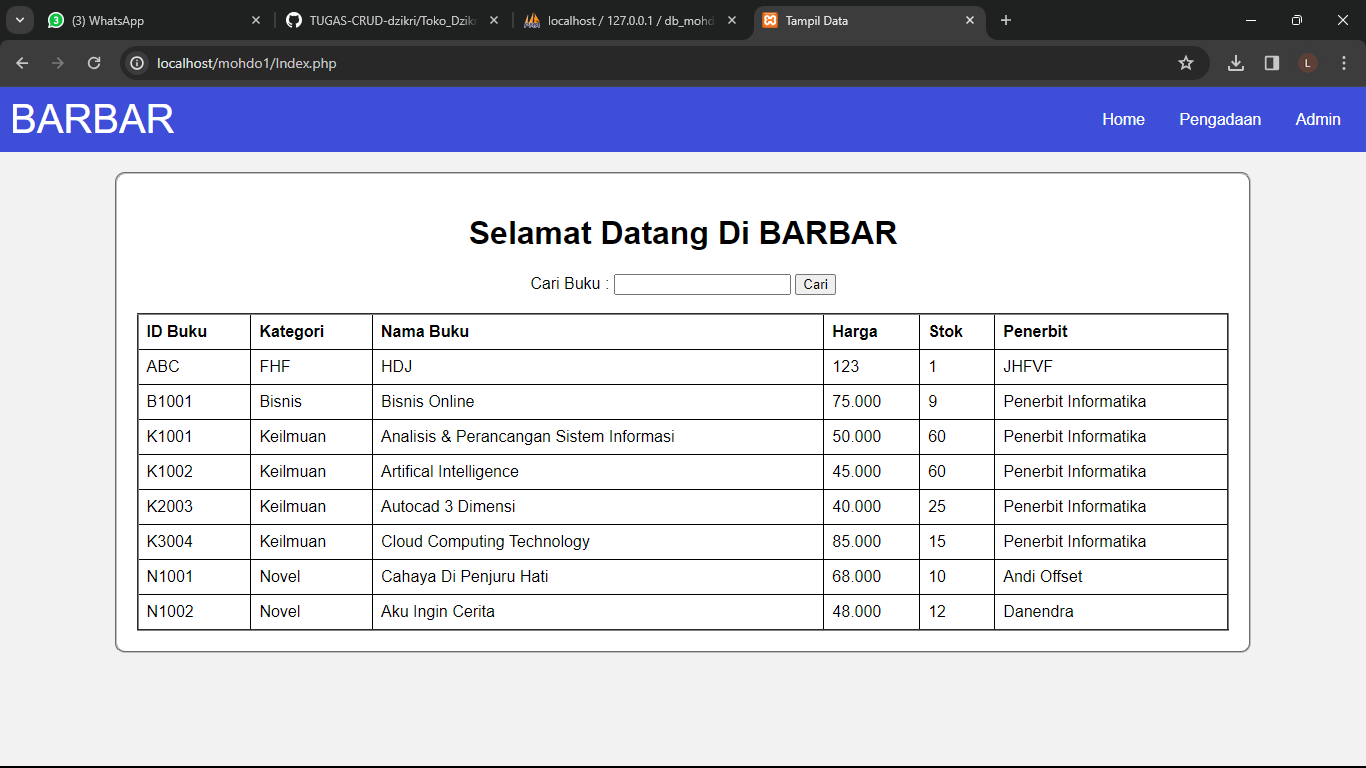 (3) WhatsApp
TUGAS-CRUD-dzikri/Toko_Dzikr
localhost / 127.0.0.1 / db_mohd
Tampil Data
localhost/mohdo1/Index.php
L
BARBAR
Home Pengadaan Admin
Selamat Datang Di BARBAR
Cari Buku : Cari
ID Buku Kategori Nama Buku Harga Stok Penerbit
ABC FHF HDJ 123 1 JHFVF
B1001 Bisnis Bisnis Online 75.000 9 Penerbit Informatika
K1001 Keilmuan Analisis & Perancangan Sistem Informasi 50.000 60 Penerbit Informatika
K1002 Keilmuan Artifical Intelligence 45.000 60 Penerbit Informatika
K2003 Keilmuan Autocad 3 Dimensi 40.000 25 Penerbit Informatika
K3004 Keilmuan Cloud Computing Technology 85.000 15 Penerbit Informatika
N1001 Novel Cahaya Di Penjuru Hati 68.000 10 Andi Offset
N1002 Novel Aku Ingin Cerita 48.000 12 Danendra